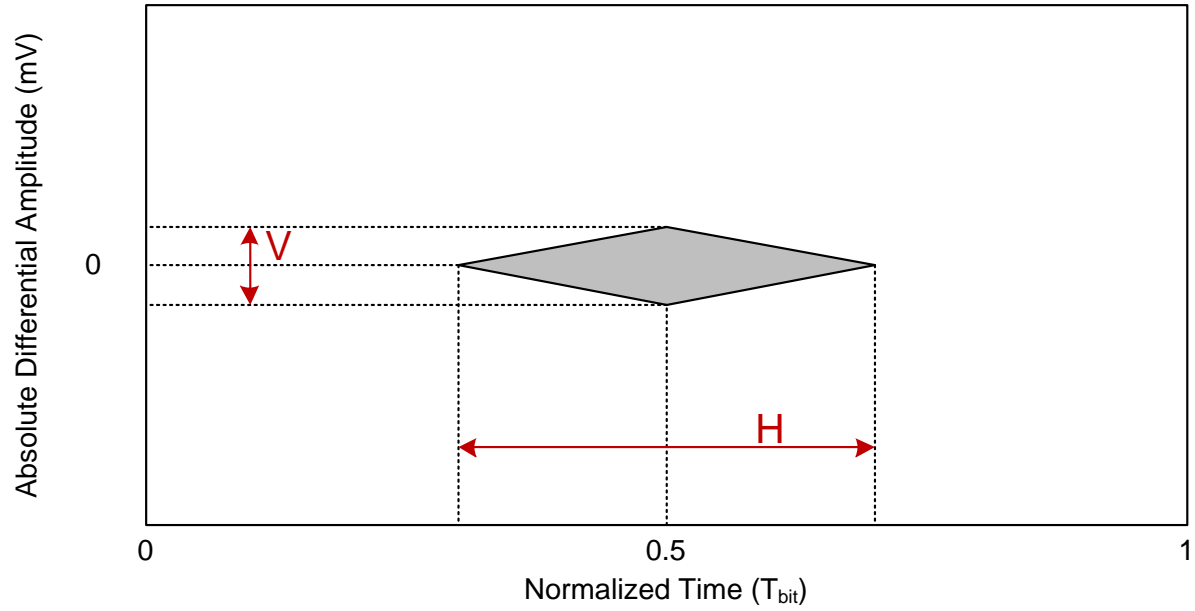 Absolute Differential Amplitude (mV)
V
0
H
0
0.5
1
Normalized Time (Tbit)